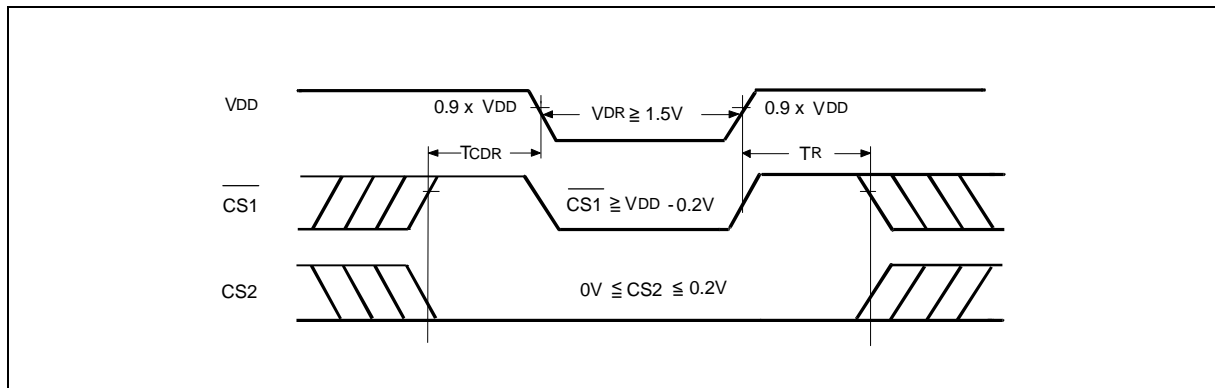 VDD
0.9 x VDD
VDR ≧ 1.5V
0.9 x VDD
TCDR
TR
CS1
CS1 ≧ VDD - 0.2V
CS2
0V ≦ CS2 ≦ 0.2V